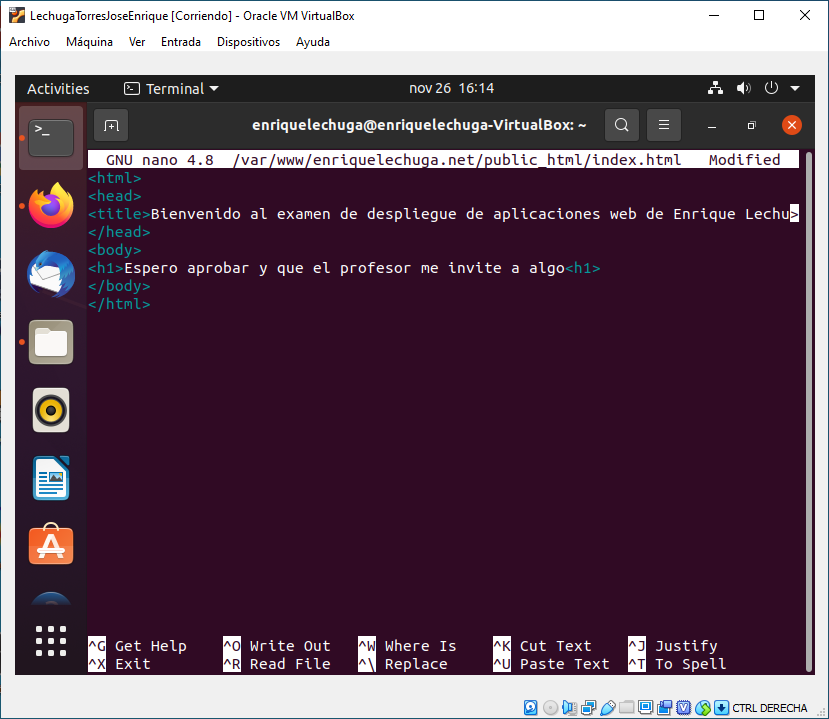 LechugaTorresJoseEnrique [Corriendo] - Oracle VM VirtualBox
Archivo Máquina Ver Entrada Dispositivos Ayuda
Activities Terminal nov 26 16:14
enriquelechuga@enriquelechuga-VirtualBox: ~
GNU nano 4.8 /var/www/enriquelechuga.net/public_html/index.html Modified
<html>
<head>
<title>Bienvenido al examen de despliegue de aplicaciones web de Enrique Lechu>
</head>
<body>
<h1>Espero aprobar y que el profesor me invite a algo<h1>
</body>
</html>
^G Get Help ^O Write Out ^W Where Is ^K Cut Text ^J Justify
^X Exit ^R Read File ^\ Replace ^U Paste Text ^T To Spell
CTRL DERECHA